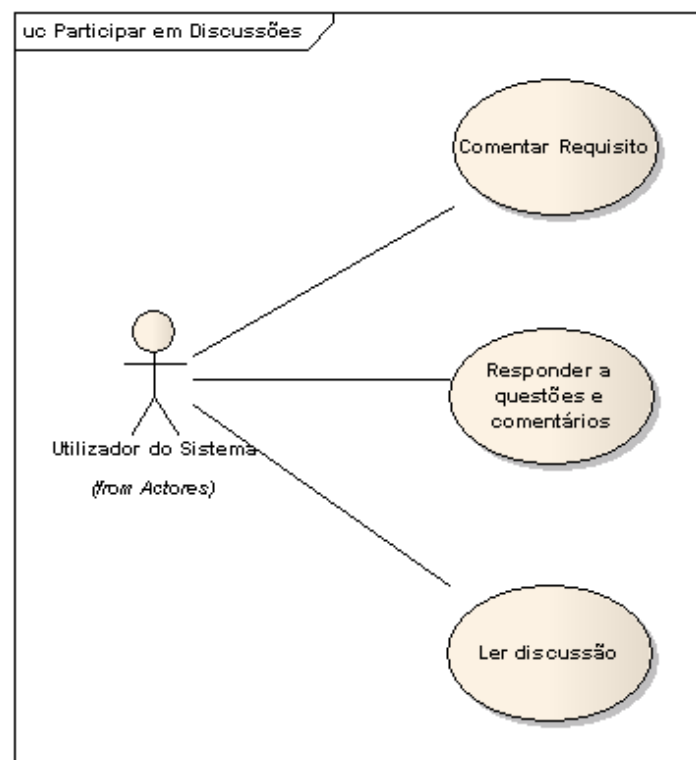 uc Participar em Discussões
Comentar Requisito
Responder a
questões e
comentários
Utilizador do Sistema
(from Actores)
Ler discussão